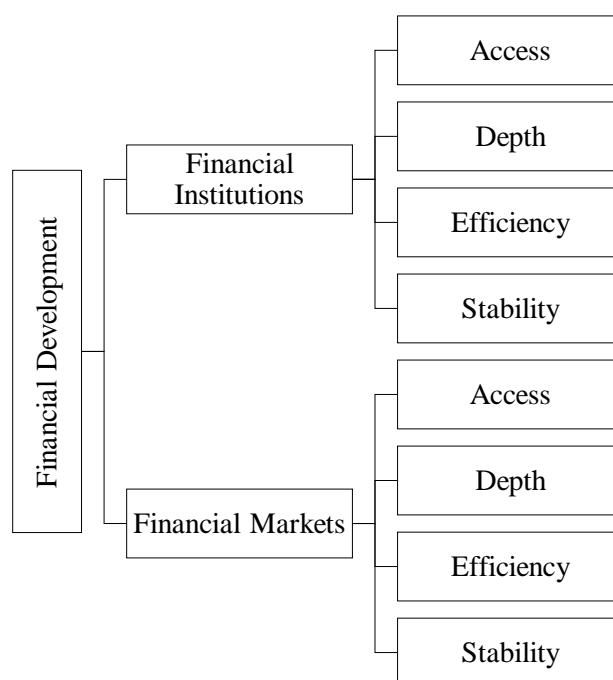 Financial Development
Financial
Institutions
Access
Depth
Efficiency
Stability
Financial Markets
Access
Depth
Efficiency
Stability